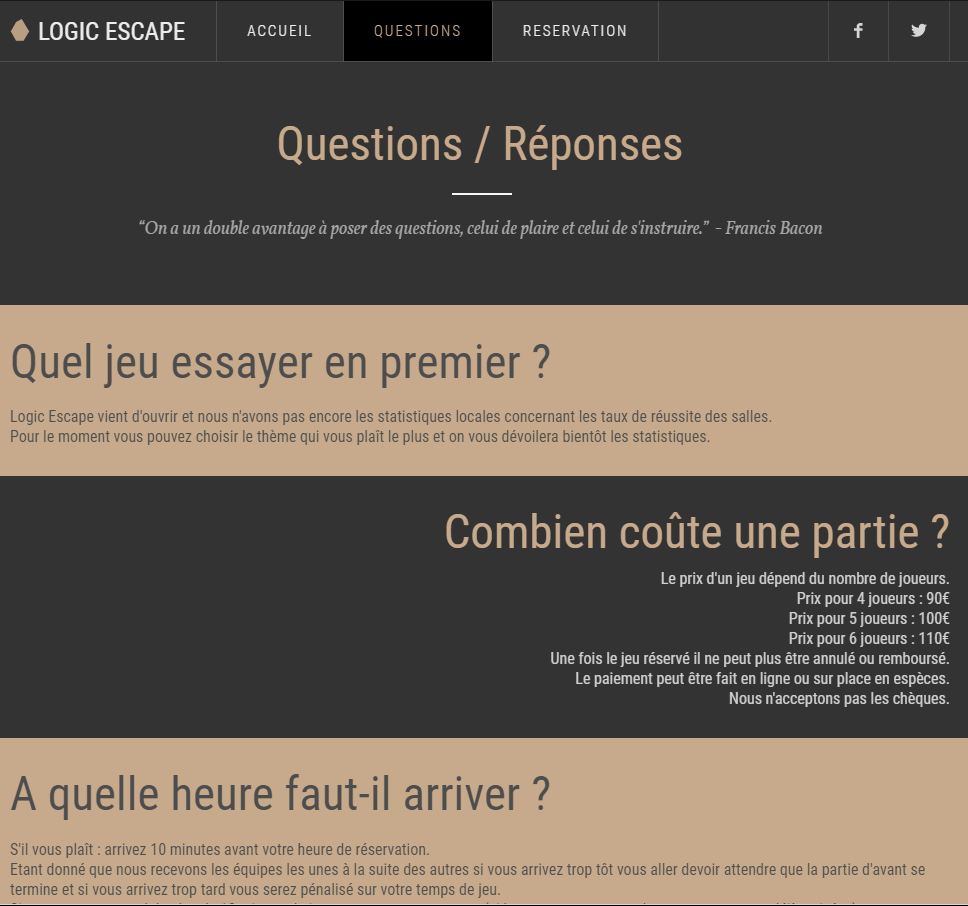 LOGIC ESCAPE
ACCUEIL
QUESTIONS
RESERVATION
Questions / Réponses
“On a un double avantage à poser des questions, celui de plaire et celui de s'instruire.” - Francis Bacon
Quel jeu essayer en premier ?
Logic Escape vient d'ouvrir et nous n'avons pas encore les statistiques locales concernant les taux de réussite des salles.
Pour le moment vous pouvez choisir le thème qui vous plaît le plus et on vous dévoilera bientôt les statistiques.
Combien coûte une partie ?
Le prix d'un jeu dépend du nombre de joueurs.
Prix pour 4 joueurs : 90€
Prix pour 5 joueurs : 100€
Prix pour 6 joueurs : 110€
Une fois le jeu réservé il ne peut plus être annulé ou remboursé.
Le paiement peut être fait en ligne ou sur place en espèces.
Nous n'acceptons pas les chèques.
A quelle heure faut-il arriver ?
S'il vous plaît : arrivez 10 minutes avant votre heure de réservation.
Etant donné que nous recevons les équipes les unes à la suite des autres si vous arrivez trop tôt vous aller devoir attendre que la partie d'avant se
termine et si vous arrivez trop tard vous serez pénalisé sur votre temps de jeu.